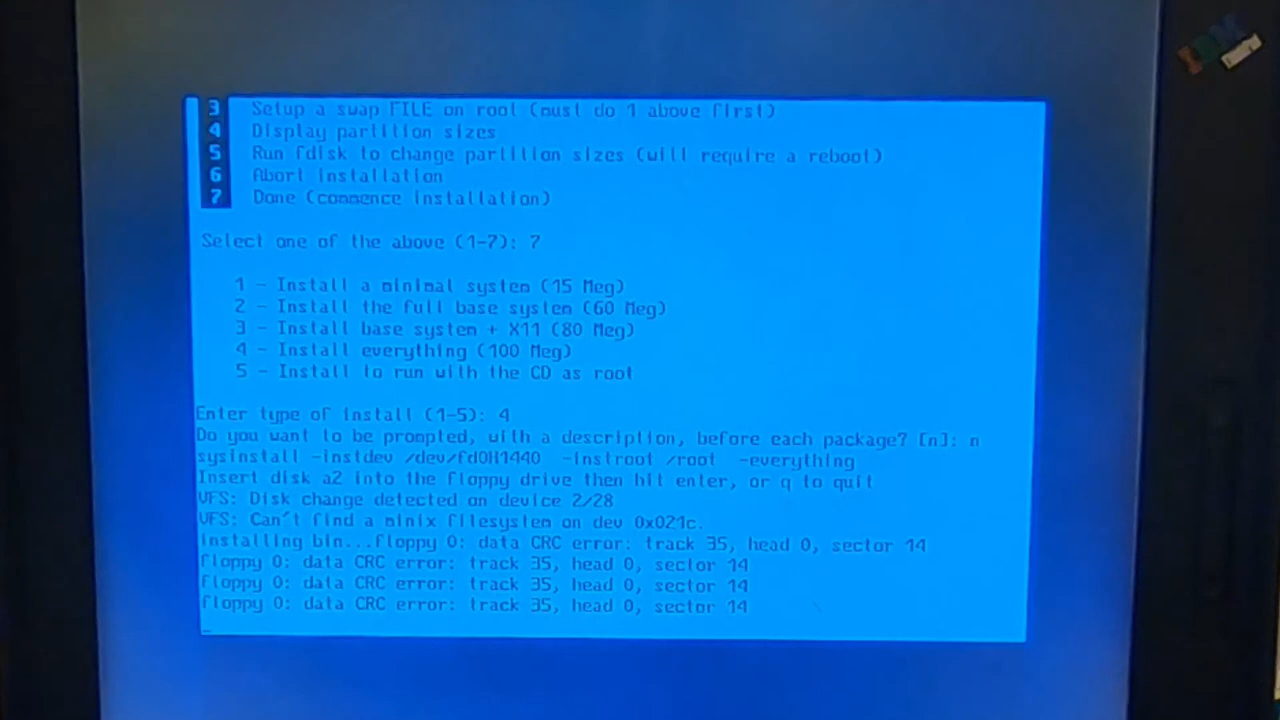 3 Setup a swap FILE on root (must do 1 above first)
4 Display partition sizes
5 Run fdisk to change partition sizes (will require a reboot)
6 Abort installation
7 Done (commence installation)
Select one of the above (1-7): 7
1 - Install a minimal system (15 Meg)
2 - Install the full base system (60 Meg)
3 - Install base system + X11 (80 Meg)
4 - Install everything (100 Meg)
5 - Install to run with the CD as root
Enter type of install (1-5): 4
Do you want to be prompted, with a description, before each package? [n]: n
sysinstall -instdev /dev/fd0H1440 -instroot /root -everything
Insert disk a2 into the floppy drive then hit enter, or q to quit
VFS: Disk change detected on device 2/28
VFS: Can't find a minix filesystem on dev 0x021c.
installing bin...floppy 0: data CRC error: track 35, head 0, sector 14
floppy 0: data CRC error: track 35, head 0, sector 14
floppy 0: data CRC error: track 35, head 0, sector 14
floppy 0: data CRC error: track 35, head 0, sector 14
IBM